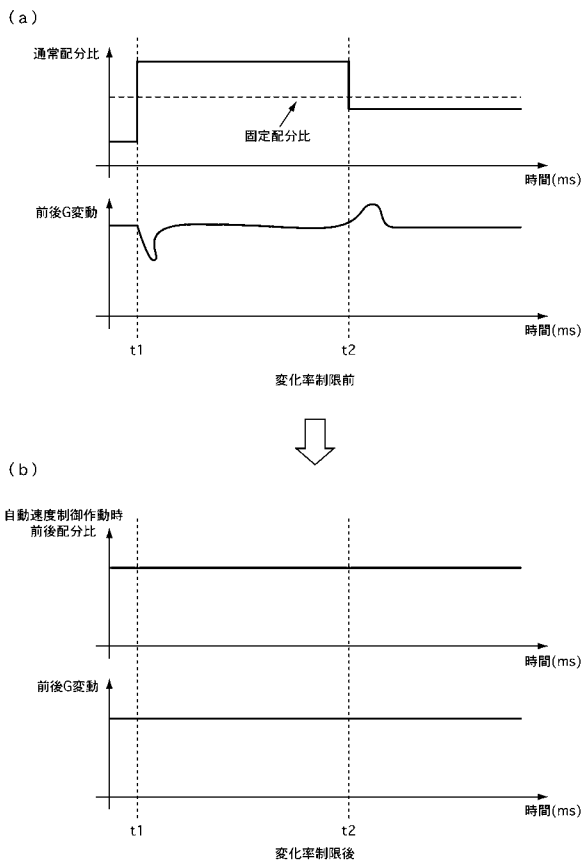 (a)
通常配分比
固定配分比
時間(ms)
前後G変動
時間(ms)
t1
t2
変化率制限前
(b)
自動速度制御作動時
前後配分比
時間(ms)
前後G変動
時間(ms)
t1
t2
変化率制限後